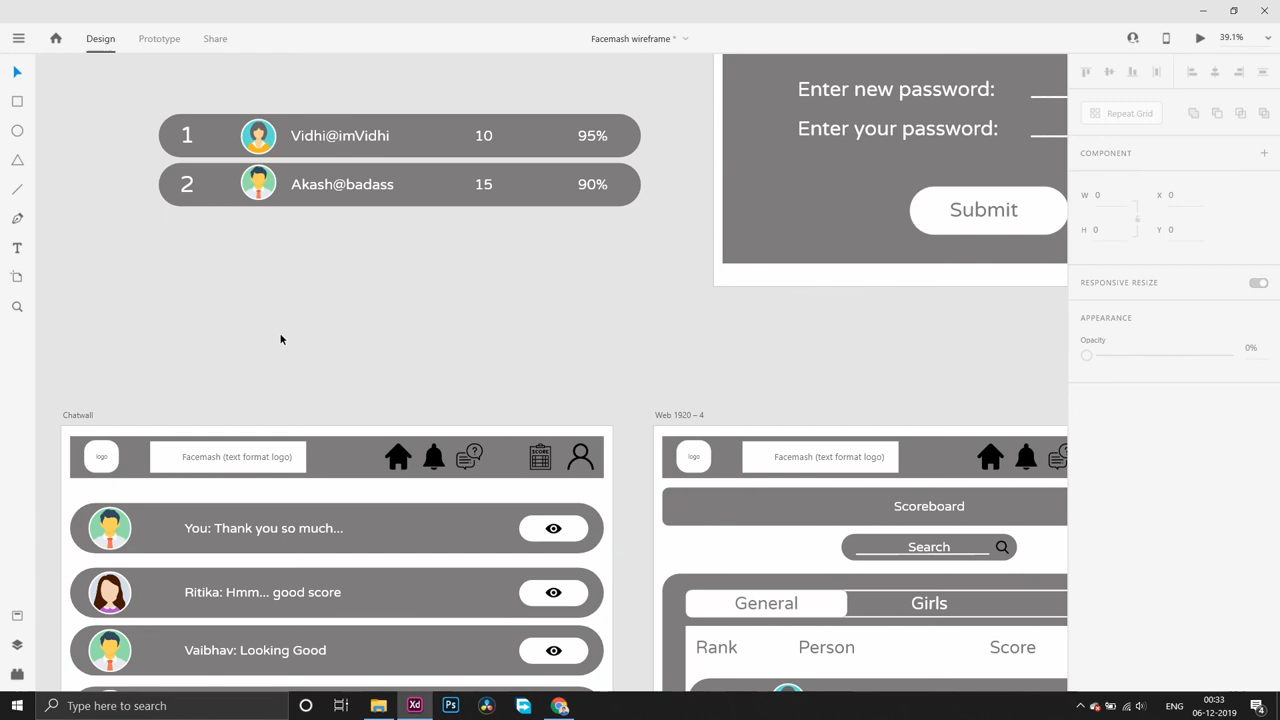 Design
Prototype
Share
Facemash wireframe *
39.1%
Enter new password:
1 Vidhi@imVidhi 10 95%
Enter your password:
2 Akash@badass 15 90%
Submit
Repeat Grid
COMPONENT
W 0 X 0
H 0 Y 0
RESPONSIVE RESIZE
APPEARANCE
Opacity
0%
Chatwall
logo
Facemash (text format logo)
SCORE
You: Thank you so much...
Ritika: Hmm... good score
Vaibhav: Looking Good
Web 1920 – 4
logo
Facemash (text format logo)
Scoreboard
Search
General
Girls
Rank Person Score
Type here to search
Xd
Ps
00:33
06-12-2019
4